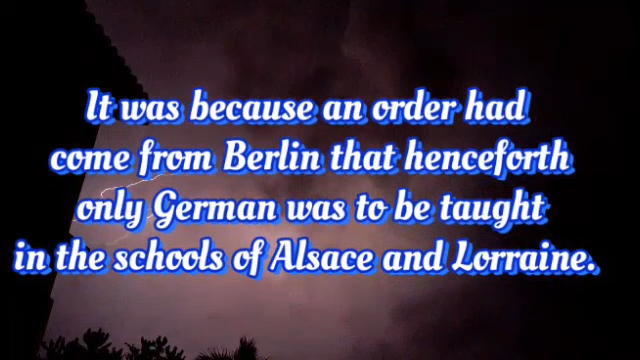 It was because an order had
come from Berlin that henceforth
only German was to be taught
in the schools of Alsace and Lorraine.